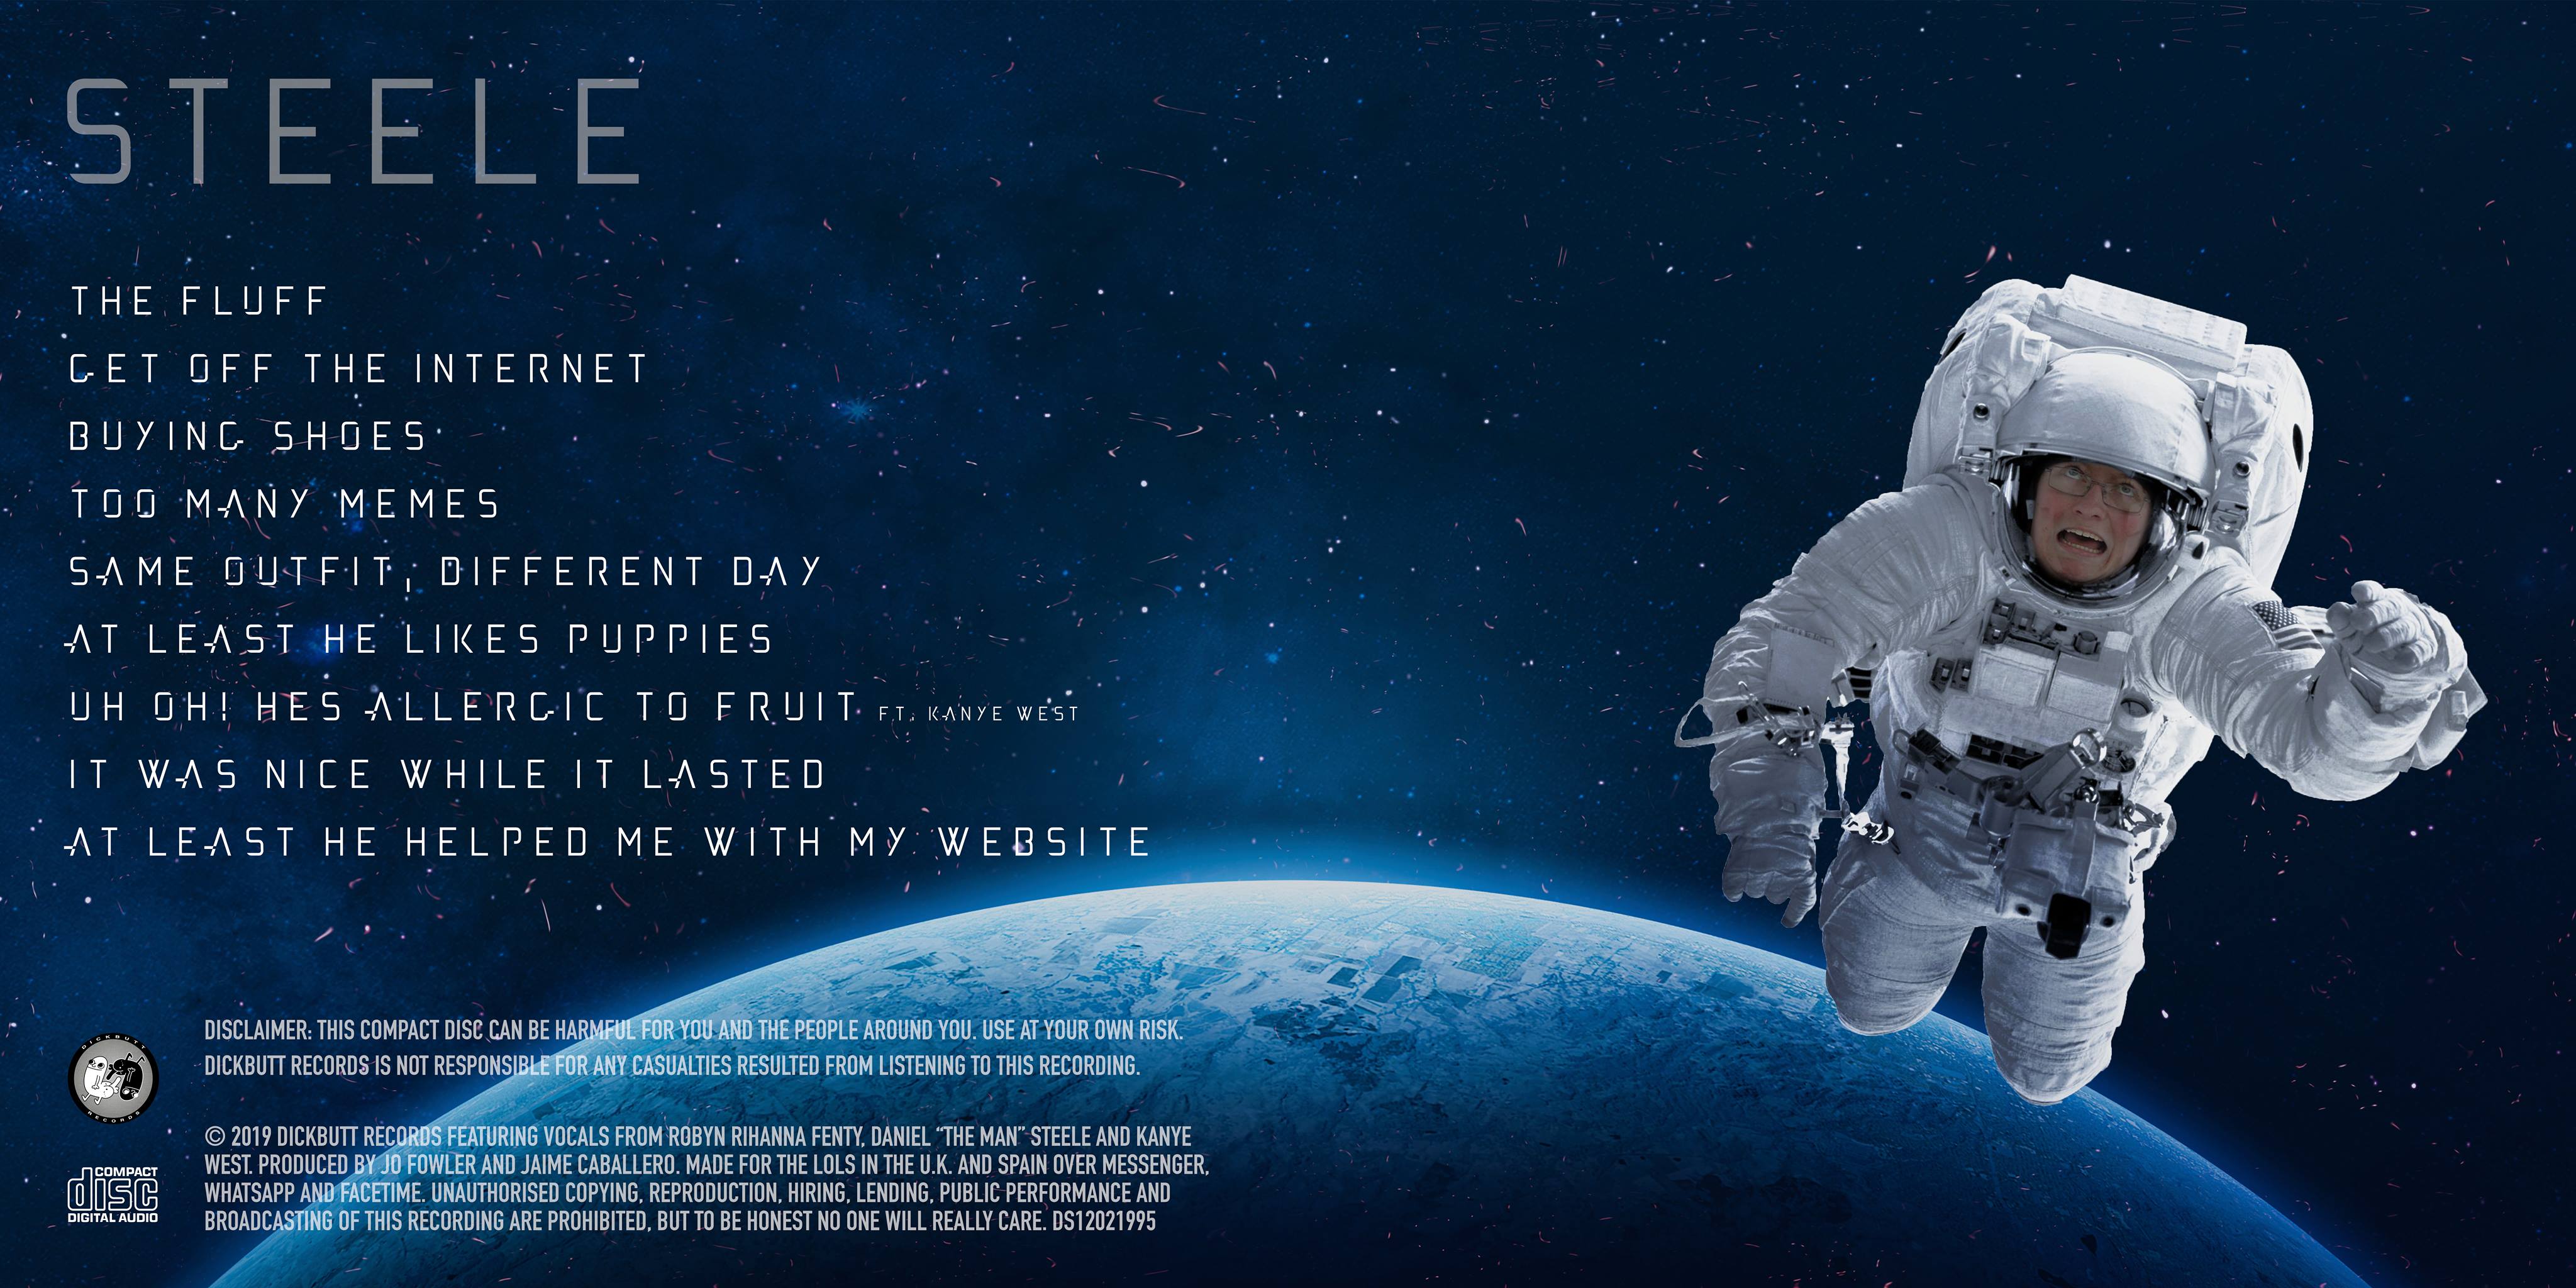 STEELE
THE FLUFF
GET OFF THE INTERNET
BUYING SHOES
TOO MANY MEMES
SAME OUTFIT, DIFFERENT DAY
AT LEAST HE LIKES PUPPIES
UH OH! HES ALLERGIC TO FRUIT FT. KANYE WEST
IT WAS NICE WHILE IT LASTED
AT LEAST HE HELPED ME WITH MY WEBSITE
DISCLAIMER: THIS COMPACT DISC CAN BE HARMFUL FOR YOU AND THE PEOPLE AROUND YOU. USE AT YOUR OWN RISK.
DICKBUTT RECORDS IS NOT RESPONSIBLE FOR ANY CASUALTIES RESULTED FROM LISTENING TO THIS RECORDING.
DICKBUTT
RECORDS
© 2019 DICKBUTT RECORDS FEATURING VOCALS FROM ROBYN RIHANNA FENTY, DANIEL “THE MAN” STEELE AND KANYE
WEST. PRODUCED BY JO FOWLER AND JAIME CABALLERO. MADE FOR THE LOLS IN THE U.K. AND SPAIN OVER MESSENGER,
WHATSAPP AND FACETIME. UNAUTHORISED COPYING, REPRODUCTION, HIRING, LENDING, PUBLIC PERFORMANCE AND
BROADCASTING OF THIS RECORDING ARE PROHIBITED, BUT TO BE HONEST NO ONE WILL REALLY CARE. DS12021995
COMPACT
disc
DIGITAL AUDIO